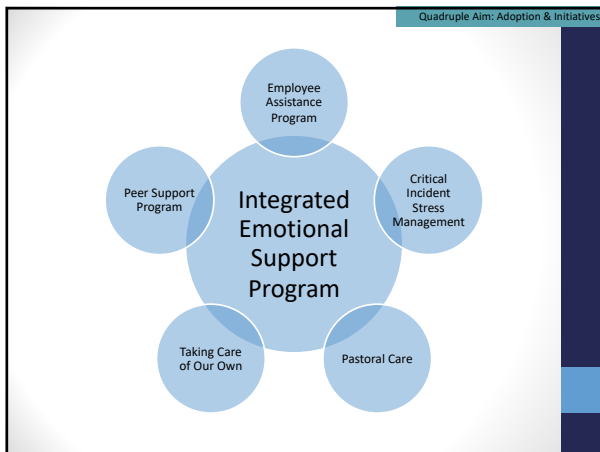 Quadruple Aim: Adoption & Initiatives
Employee
Assistance
Program
Peer Support
Program
Integrated
Emotional
Support
Program
Critical
Incident
Stress
Management
Taking Care
of Our Own
Pastoral Care